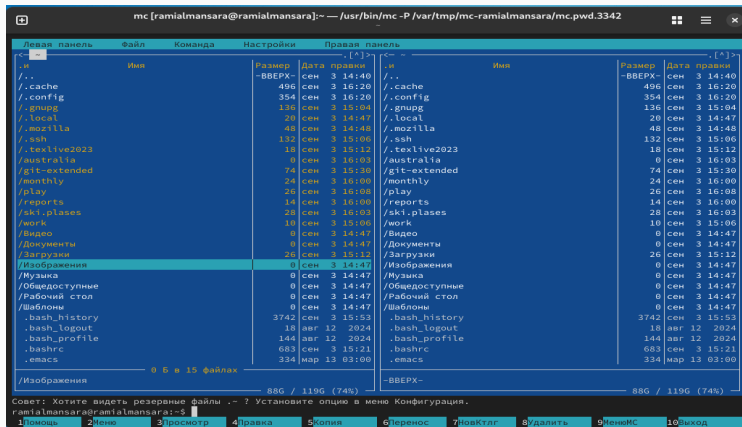 mc [ramialmansara@ramialmansara]:~ — /usr/bin/mc -P /var/tmp/mc-ramialmansara/mc.pwd.3342
Левая панель Файл Команда Настройки Правая панель
<— ~ .[^]> <— ~ .[^]>
.и Имя Размер Дата правки .и Имя Размер Дата правки
/.. -ВВЕРХ- сен 3 14:40 /.. -ВВЕРХ- сен 3 14:40
/.cache 496 сен 3 16:20 /.cache 496 сен 3 16:20
/.config 354 сен 3 16:20 /.config 354 сен 3 16:20
/.gnupg 136 сен 3 15:04 /.gnupg 136 сен 3 15:04
/.local 20 сен 3 14:47 /.local 20 сен 3 14:47
/.mozilla 48 сен 3 14:48 /.mozilla 48 сен 3 14:48
/.ssh 132 сен 3 15:06 /.ssh 132 сен 3 15:06
/.texlive2023 18 сен 3 15:12 /.texlive2023 18 сен 3 15:12
/australia 0 сен 3 16:03 /australia 0 сен 3 16:03
/git-extended 74 сен 3 15:30 /git-extended 74 сен 3 15:30
/monthly 24 сен 3 16:00 /monthly 24 сен 3 16:00
/play 26 сен 3 16:08 /play 26 сен 3 16:08
/reports 14 сен 3 16:00 /reports 14 сен 3 16:00
/ski.plases 28 сен 3 16:03 /ski.plases 28 сен 3 16:03
/work 10 сен 3 15:06 /work 10 сен 3 15:06
/Видео 0 сен 3 14:47 /Видео 0 сен 3 14:47
/Документы 0 сен 3 14:47 /Документы 0 сен 3 14:47
/Загрузки 26 сен 3 15:12 /Загрузки 26 сен 3 15:12
/Изображения 0 сен 3 14:47 /Изображения 0 сен 3 14:47
/Музыка 0 сен 3 14:47 /Музыка 0 сен 3 14:47
/Общедоступные 0 сен 3 14:47 /Общедоступные 0 сен 3 14:47
/Рабочий стол 0 сен 3 14:47 /Рабочий стол 0 сен 3 14:47
/Шаблоны 0 сен 3 14:47 /Шаблоны 0 сен 3 14:47
.bash_history 3742 сен 3 15:53 .bash_history 3742 сен 3 15:53
.bash_logout 18 авг 12 2024 .bash_logout 18 авг 12 2024
.bash_profile 144 авг 12 2024 .bash_profile 144 авг 12 2024
.bashrc 683 сен 3 15:21 .bashrc 683 сен 3 15:21
.emacs 334 мар 13 03:00 .emacs 334 мар 13 03:00
0 Б в 15 файлах
/Изображения -ВВЕРХ-
88G / 119G (74%) 88G / 119G (74%)
Совет: Хотите видеть резервные файлы .~ ? Установите опцию в меню Конфигурация.
ramialmansara@ramialmansara:~$
1Помощь 2Меню 3Просмотр 4Правка 5Копия 6Перенос 7НовКтлг 8Удалить 9МенюМС 10Выход